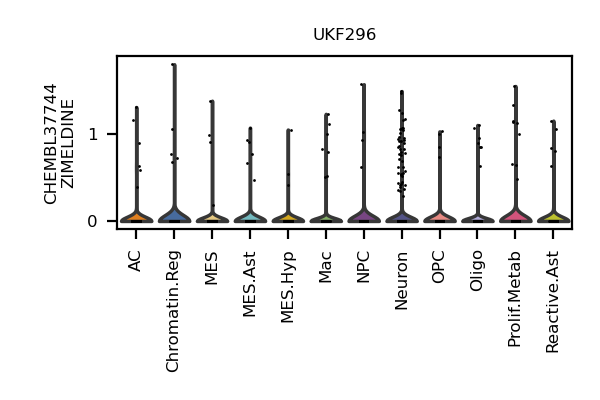 UKF296
CHEMBL37744
ZIMELDINE
1
0
AC
Chromatin.Reg
MES
MES.Ast
MES.Hyp
Mac
NPC
Neuron
OPC
Oligo
Prolif.Metab
Reactive.Ast